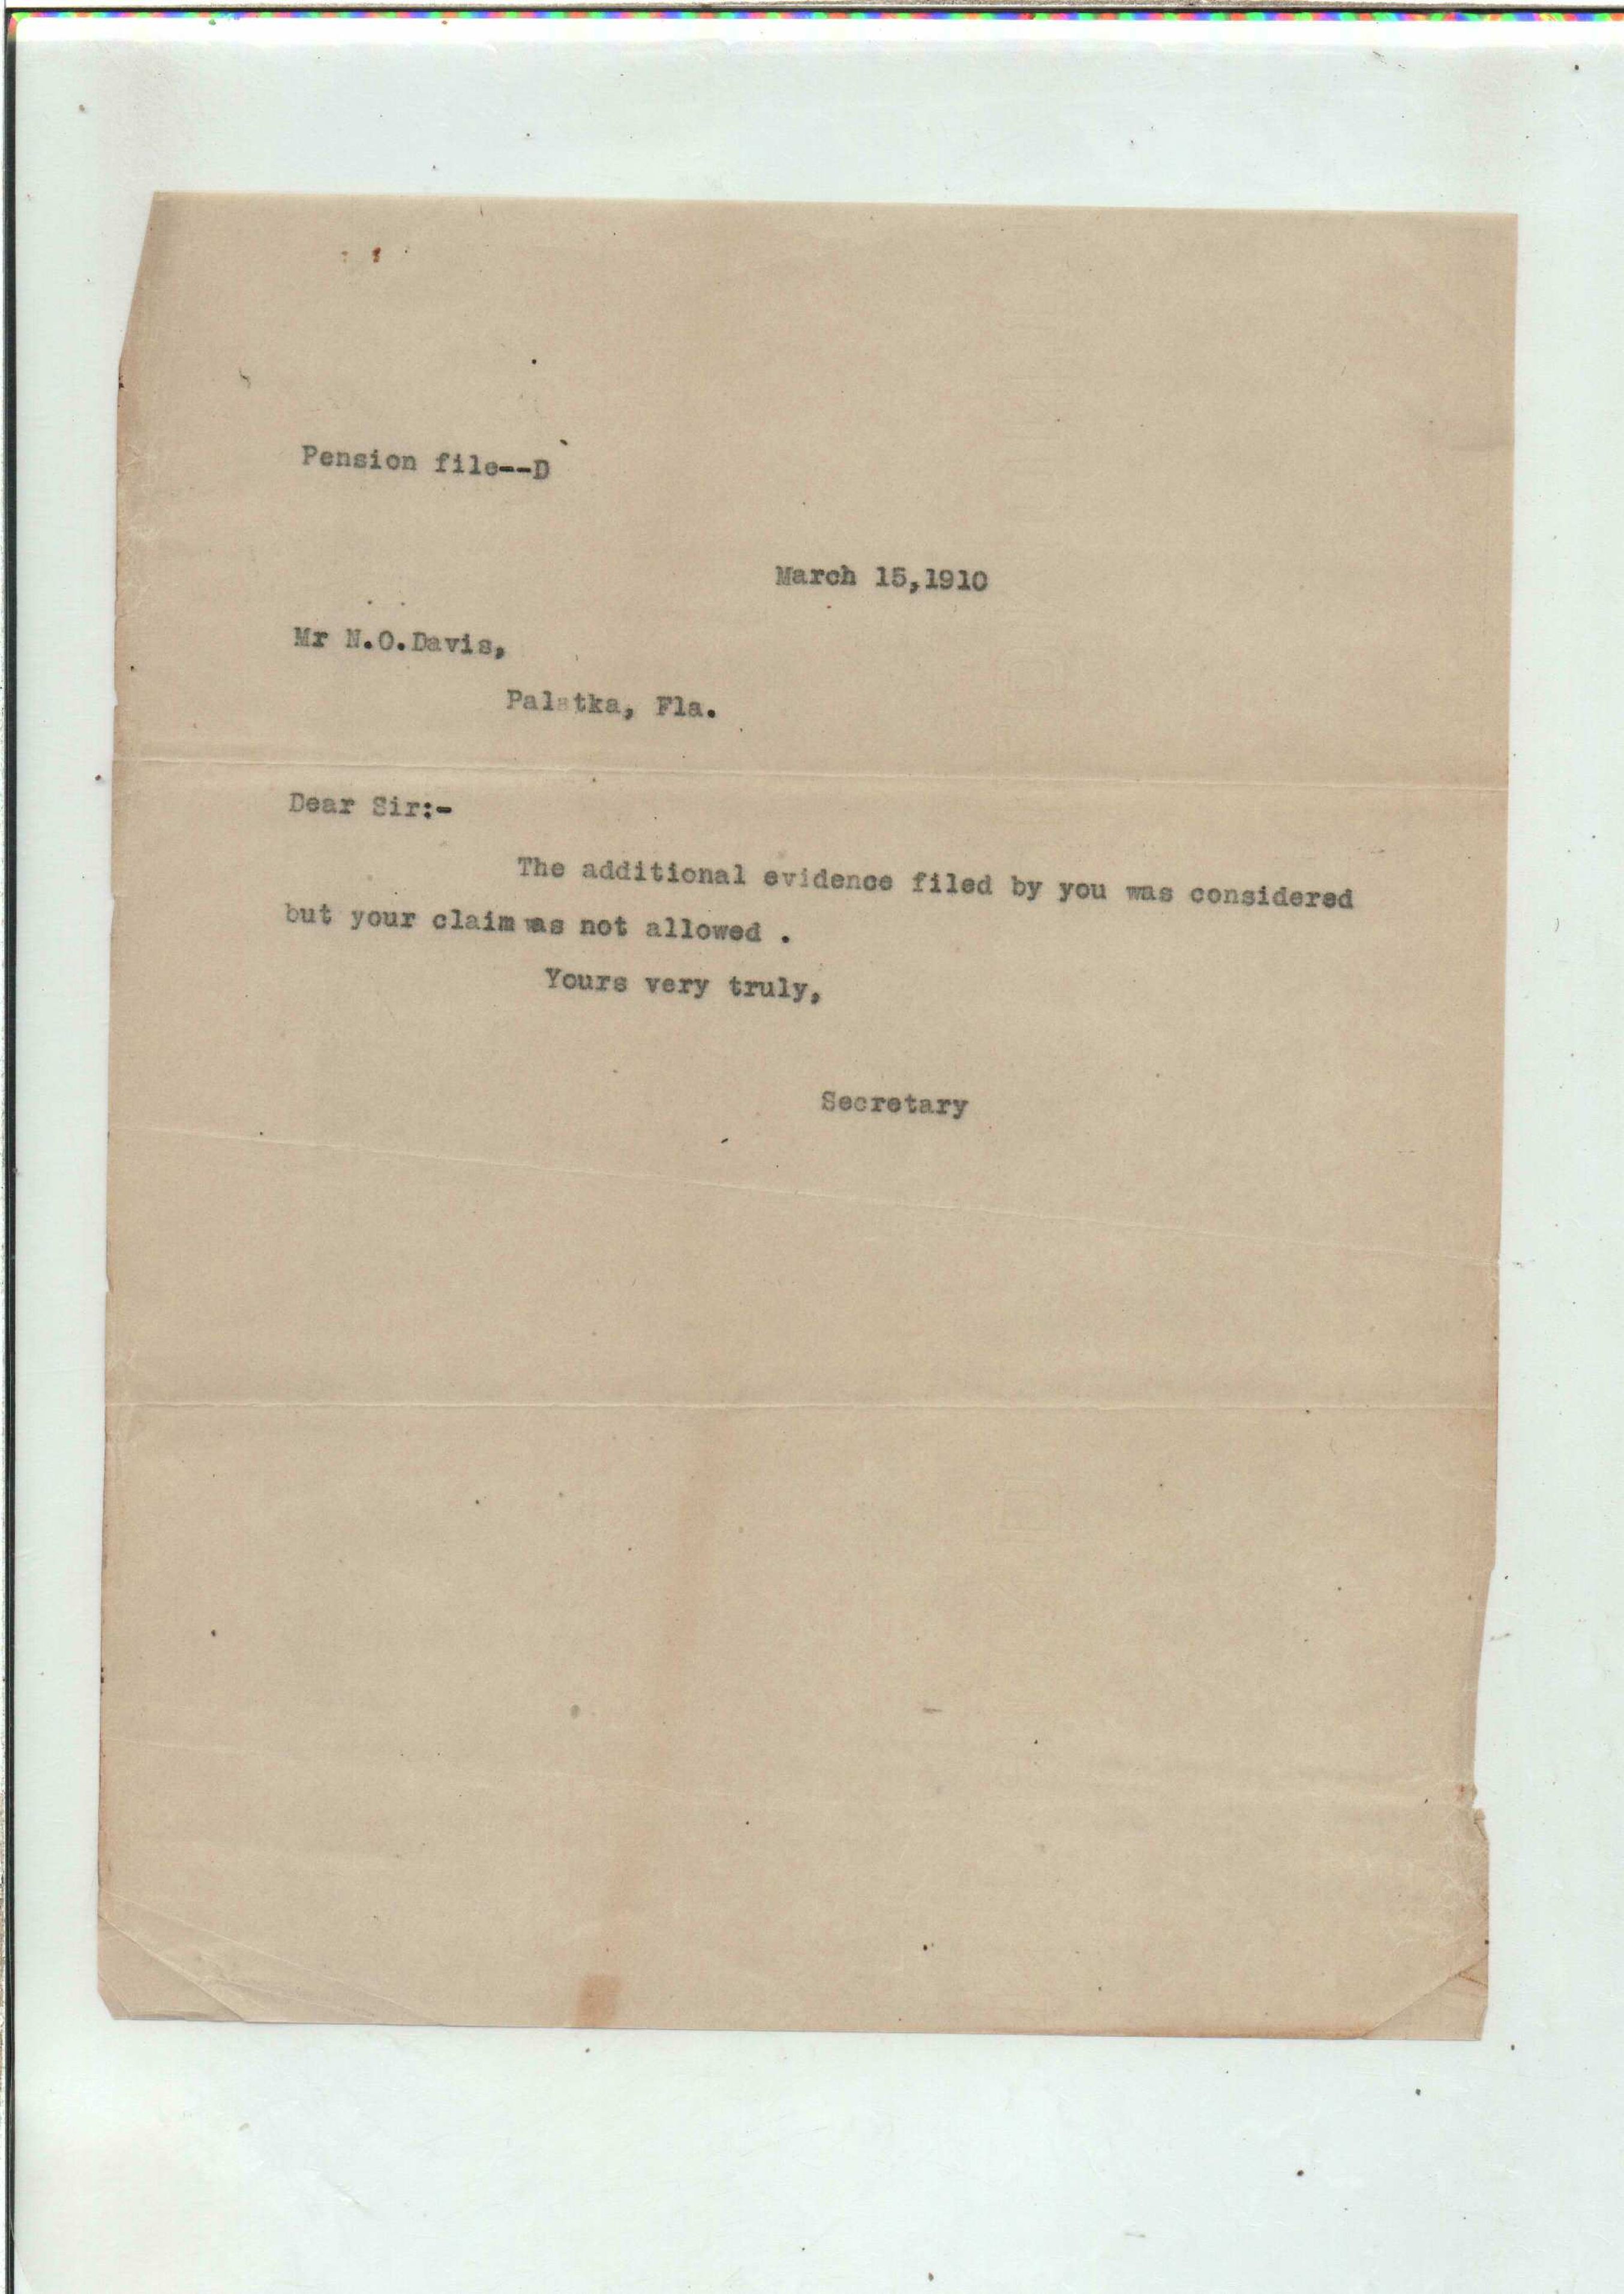 Pension file--D
March 15,1910
Mr N.O.Davis,
Palatka, Fla.
Dear Sir:-
The additional evidence filed by you was considered
but your claim was not allowed .
Yours very truly,
Secretary